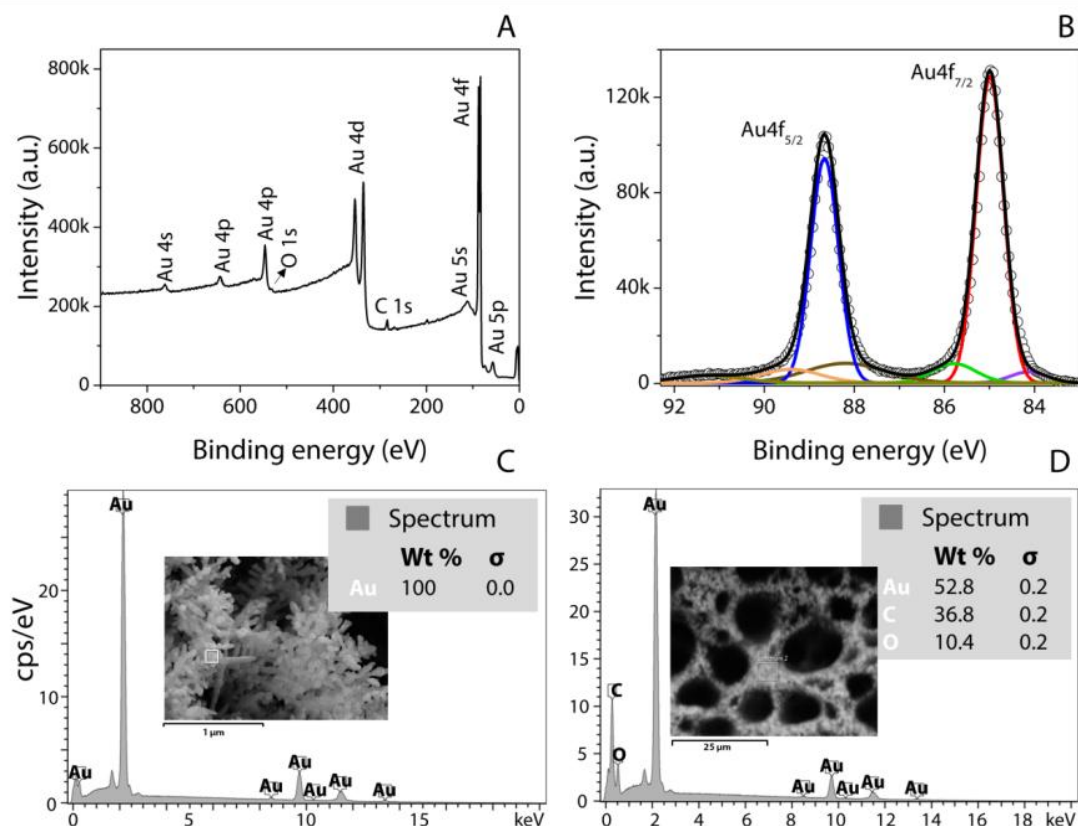 A
800k
600k
400k
200k
0
Intensity (a.u.)
Au 4s
Au 4p
Au 4p
O 1s
Au 4d
C 1s
Au 5s
Au 4f
Au 5p
800 600 400 200 0
Binding energy (eV)
B
120k
80k
40k
0
Intensity (a.u.)
Au4f5/2
Au4f7/2
92 90 88 86 84
Binding energy (eV)
C
cps/eV
20
10
0
Au
Spectrum
Wt % σ
Au 100 0.0
1 µm
Au Au Au Au Au Au
0 5 10 15 keV
D
30
25
20
15
10
5
0
Au
Spectrum
Wt % σ
Au 52.8 0.2
C 36.8 0.2
O 10.4 0.2
25 µm
C
O
Au Au Au Au Au
0 2 4 6 8 10 12 14 16 18 keV